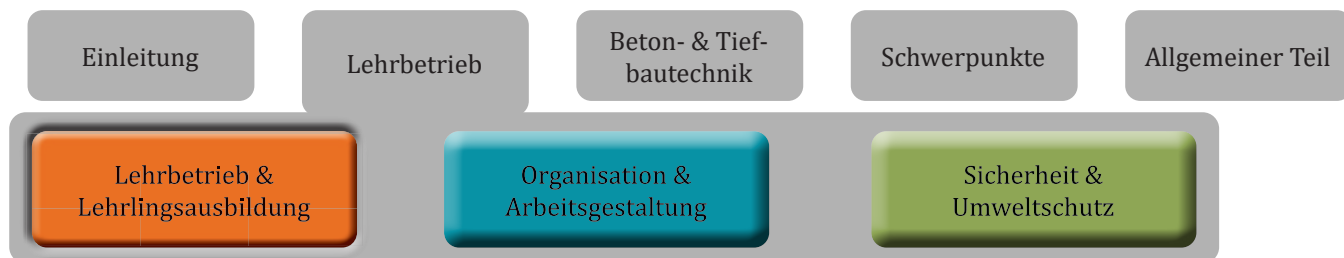 Einleitung
Lehrbetrieb
Beton- & Tief-
bautechnik
Schwerpunkte
Allgemeiner Teil
Lehrbetrieb &
Lehrlingsausbildung
Organisation &
Arbeitsgestaltung
Sicherheit &
Umweltschutz